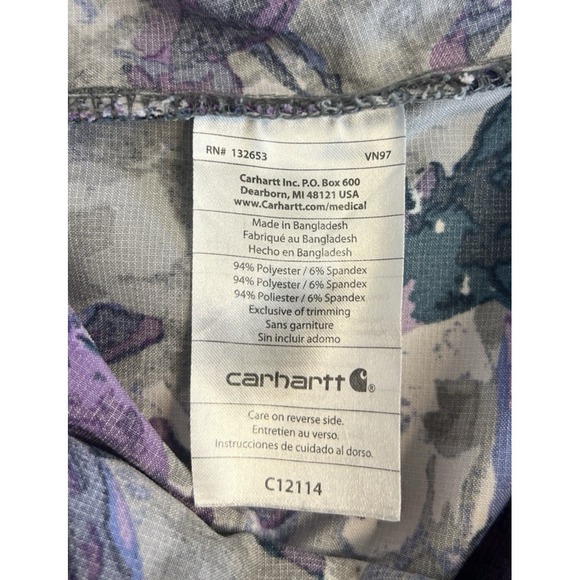 RN# 132653 VN97
Carhartt Inc. P.O. Box 600
Dearborn, MI 48121 USA
www.Carhartt.com/medical
Made in Bangladesh
Fabriqué au Bangladesh
Hecho en Bangladesh
94% Polyester / 6% Spandex
94% Polyester / 6% Spandex
94% Poliester / 6% Spandex
Exclusive of trimming
Sans garniture
Sin incluir adorno
carhartt ®
Care on reverse side.
Entretien au verso.
Instrucciones de cuidado al dorso.
C12114